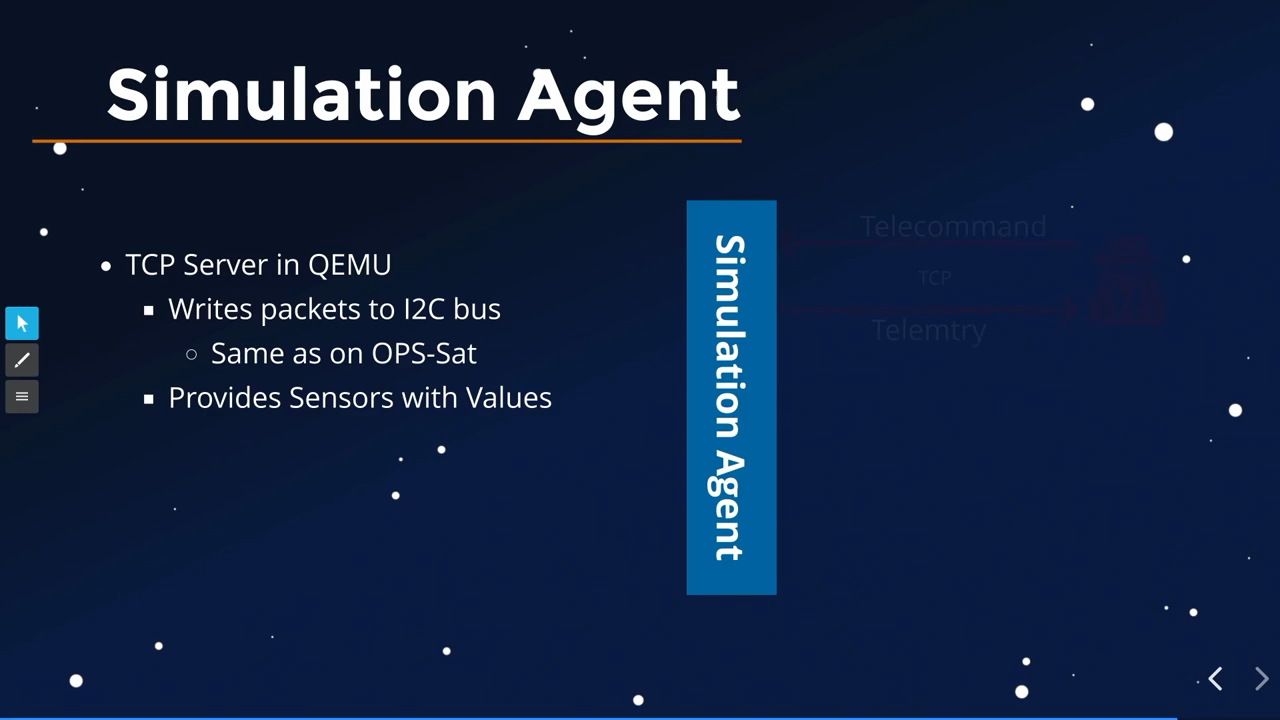 Simulation Agent
TCP Server in QEMU
Writes packets to I2C bus
Same as on OPS-Sat
Provides Sensors with Values
Simulation Agent
Telecommand
TCP
Telemtry